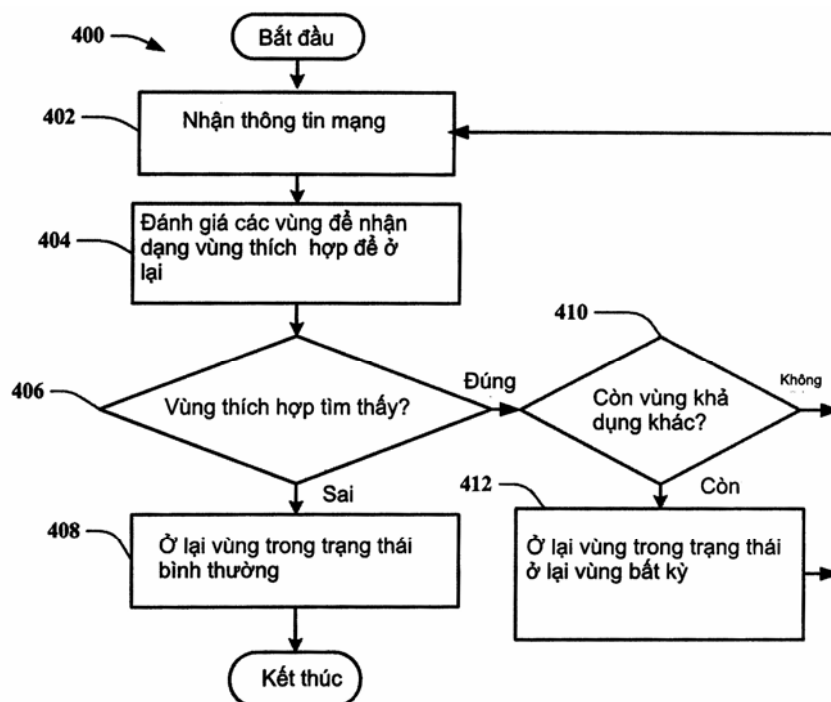 400
Bắt đầu
402
Nhận thông tin mạng
404
Đánh giá các vùng để nhận
dạng vùng thích hợp để ở
lại
406
Vùng thích hợp tìm thấy?
Đúng
410
Còn vùng khả
dụng khác?
Không
Sai
Còn
408
Ở lại vùng trong trạng thái
bình thường
412
Ở lại vùng trong trạng thái
ở lại vùng bất kỳ
Kết thúc